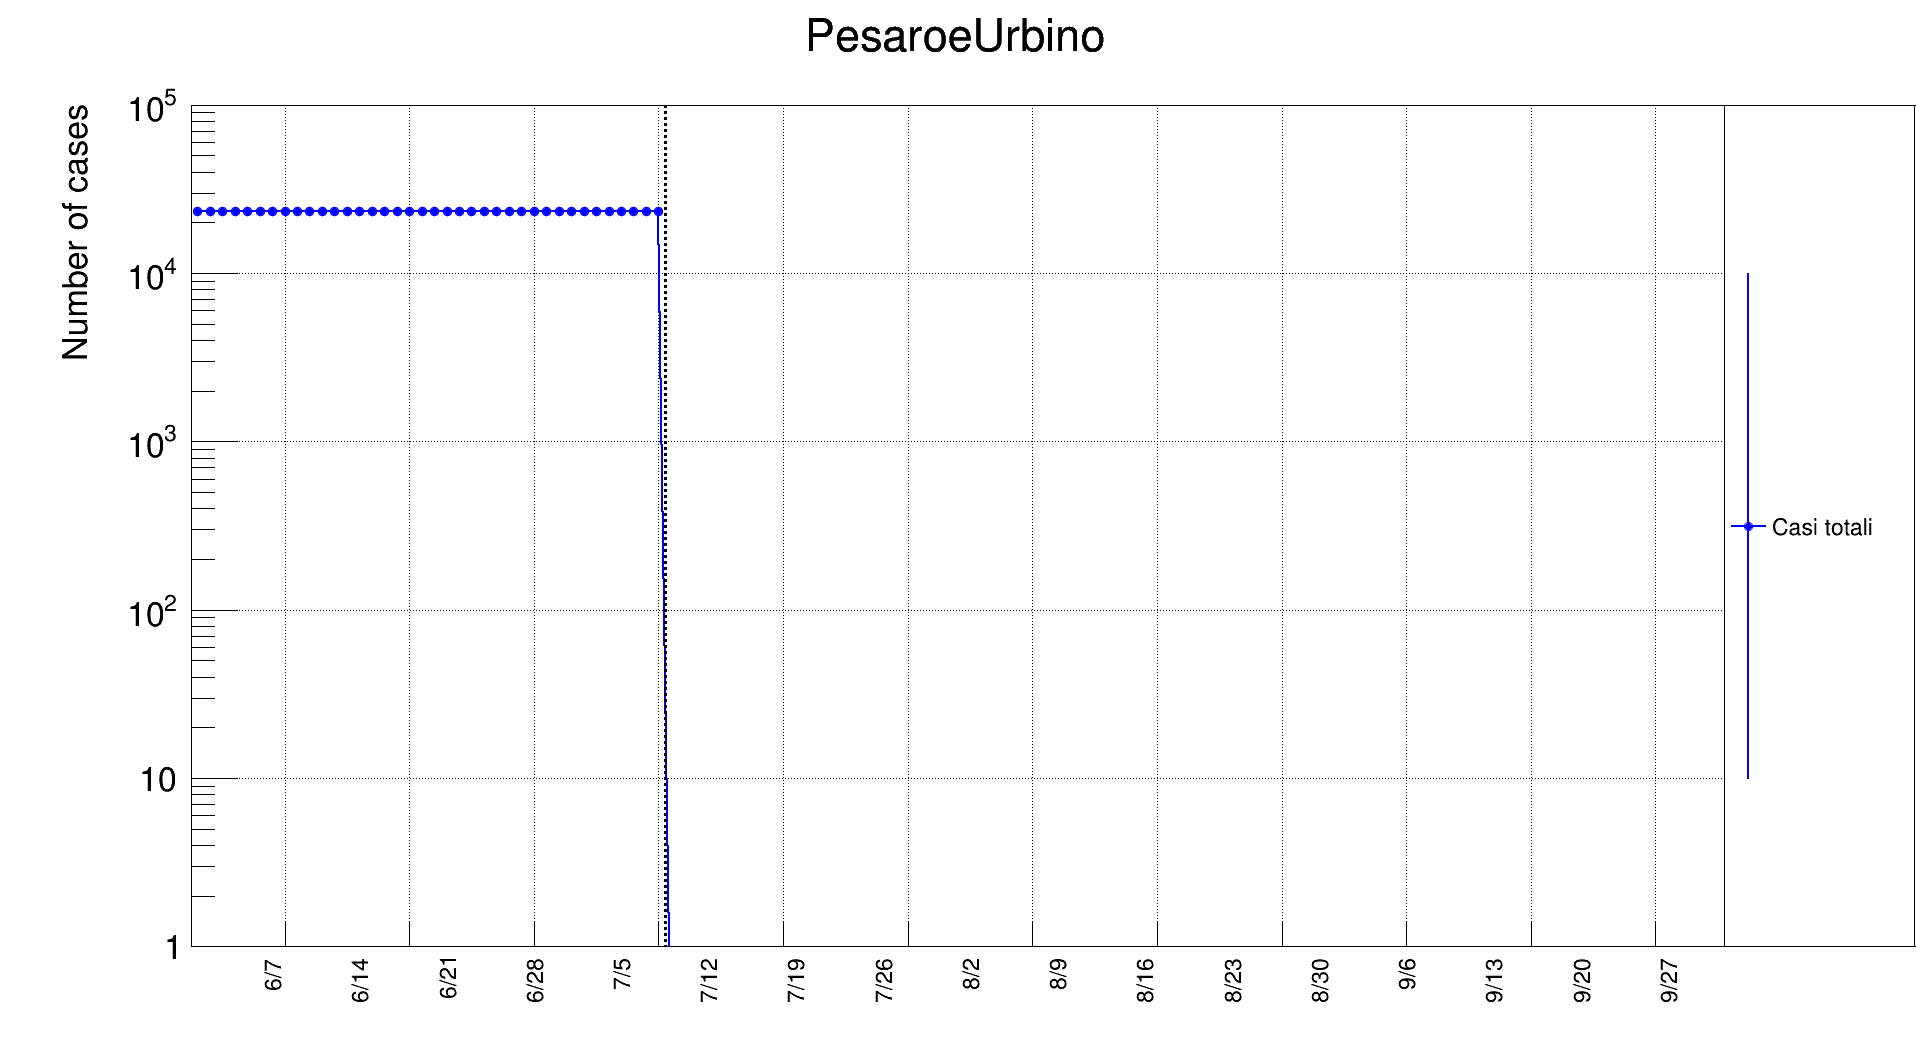 PesaroeUrbino
Number of cases
10^5
10^4
10^3
10^2
10
1
6/7 6/14 6/21 6/28 7/5 7/12 7/19 7/26 8/2 8/9 8/16 8/23 8/30 9/6 9/13 9/20 9/27
Casi totali